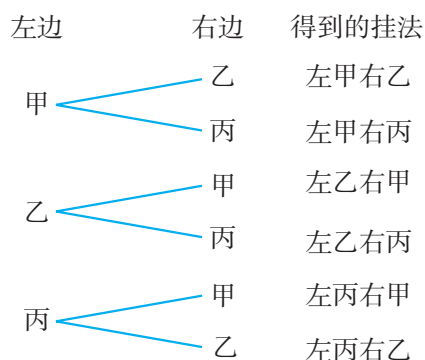 左边 右边 得到的挂法
乙 左甲右乙
甲
丙 左甲右丙
甲 左乙右甲
乙
丙 左乙右丙
甲 左丙右甲
丙
乙 左丙右乙